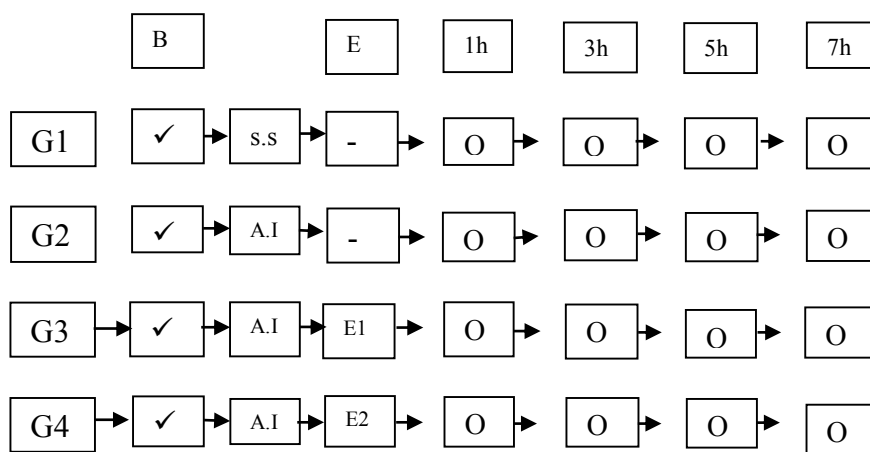 B E 1h 3h 5h 7h
G1 ✓ s.s - O O O O
G2 ✓ A.I - O O O O
G3 ✓ A.I E1 O O O O
G4 ✓ A.I E2 O O O O